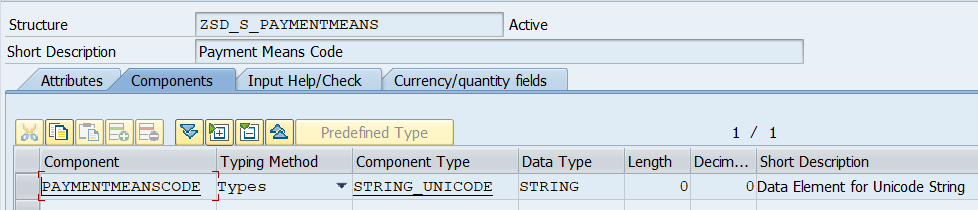 Structure ZSD_S_PAYMENTMEANS Active
Short Description Payment Means Code
Attributes Components Input Help/Check Currency/quantity fields
Predefined Type 1 / 1
Component Typing Method Component Type Data Type Length Decim... Short Description
PAYMENTMEANSCODE Types STRING_UNICODE STRING 0 0 Data Element for Unicode String